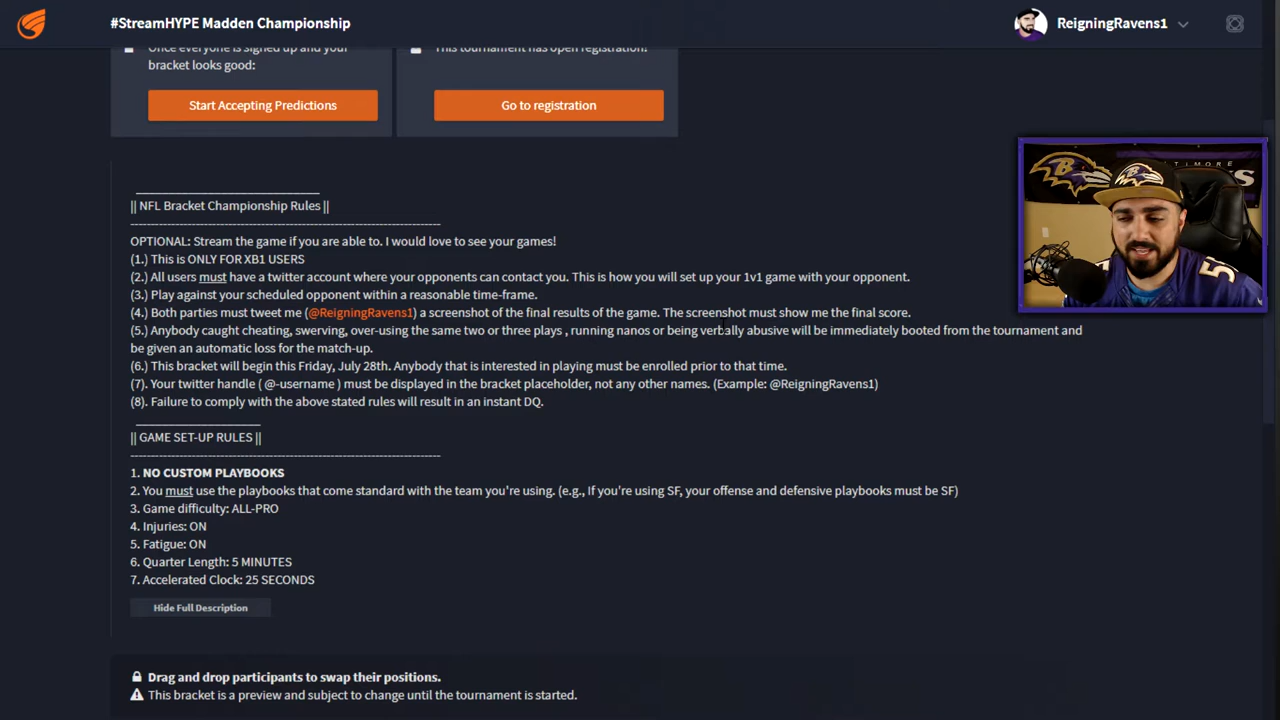 #StreamHYPE Madden Championship
ReigningRavens1
Once everyone is signed up and your
bracket looks good:
This tournament has open registration!
Start Accepting Predictions
Go to registration
|| NFL Bracket Championship Rules ||
OPTIONAL: Stream the game if you are able to. I would love to see your games!
(1.) This is ONLY FOR XB1 USERS
(2.) All users must have a twitter account where your opponents can contact you. This is how you will set up your 1v1 game with your opponent.
(3.) Play against your scheduled opponent within a reasonable time-frame.
(4.) Both parties must tweet me (@ReigningRavens1) a screenshot of the final results of the game. The screenshot must show me the final score.
(5.) Anybody caught cheating, swerving, over-using the same two or three plays , running nanos or being verbally abusive will be immediately booted from the tournament and
be given an automatic loss for the match-up.
(6.) This bracket will begin this Friday, July 28th. Anybody that is interested in playing must be enrolled prior to that time.
(7). Your twitter handle ( @-username ) must be displayed in the bracket placeholder, not any other names. (Example: @ReigningRavens1)
(8). Failure to comply with the above stated rules will result in an instant DQ.
|| GAME SET-UP RULES ||
1. NO CUSTOM PLAYBOOKS
2. You must use the playbooks that come standard with the team you're using. (e.g., If you're using SF, your offense and defensive playbooks must be SF)
3. Game difficulty: ALL-PRO
4. Injuries: ON
5. Fatigue: ON
6. Quarter Length: 5 MINUTES
7. Accelerated Clock: 25 SECONDS
Hide Full Description
Drag and drop participants to swap their positions.
This bracket is a preview and subject to change until the tournament is started.